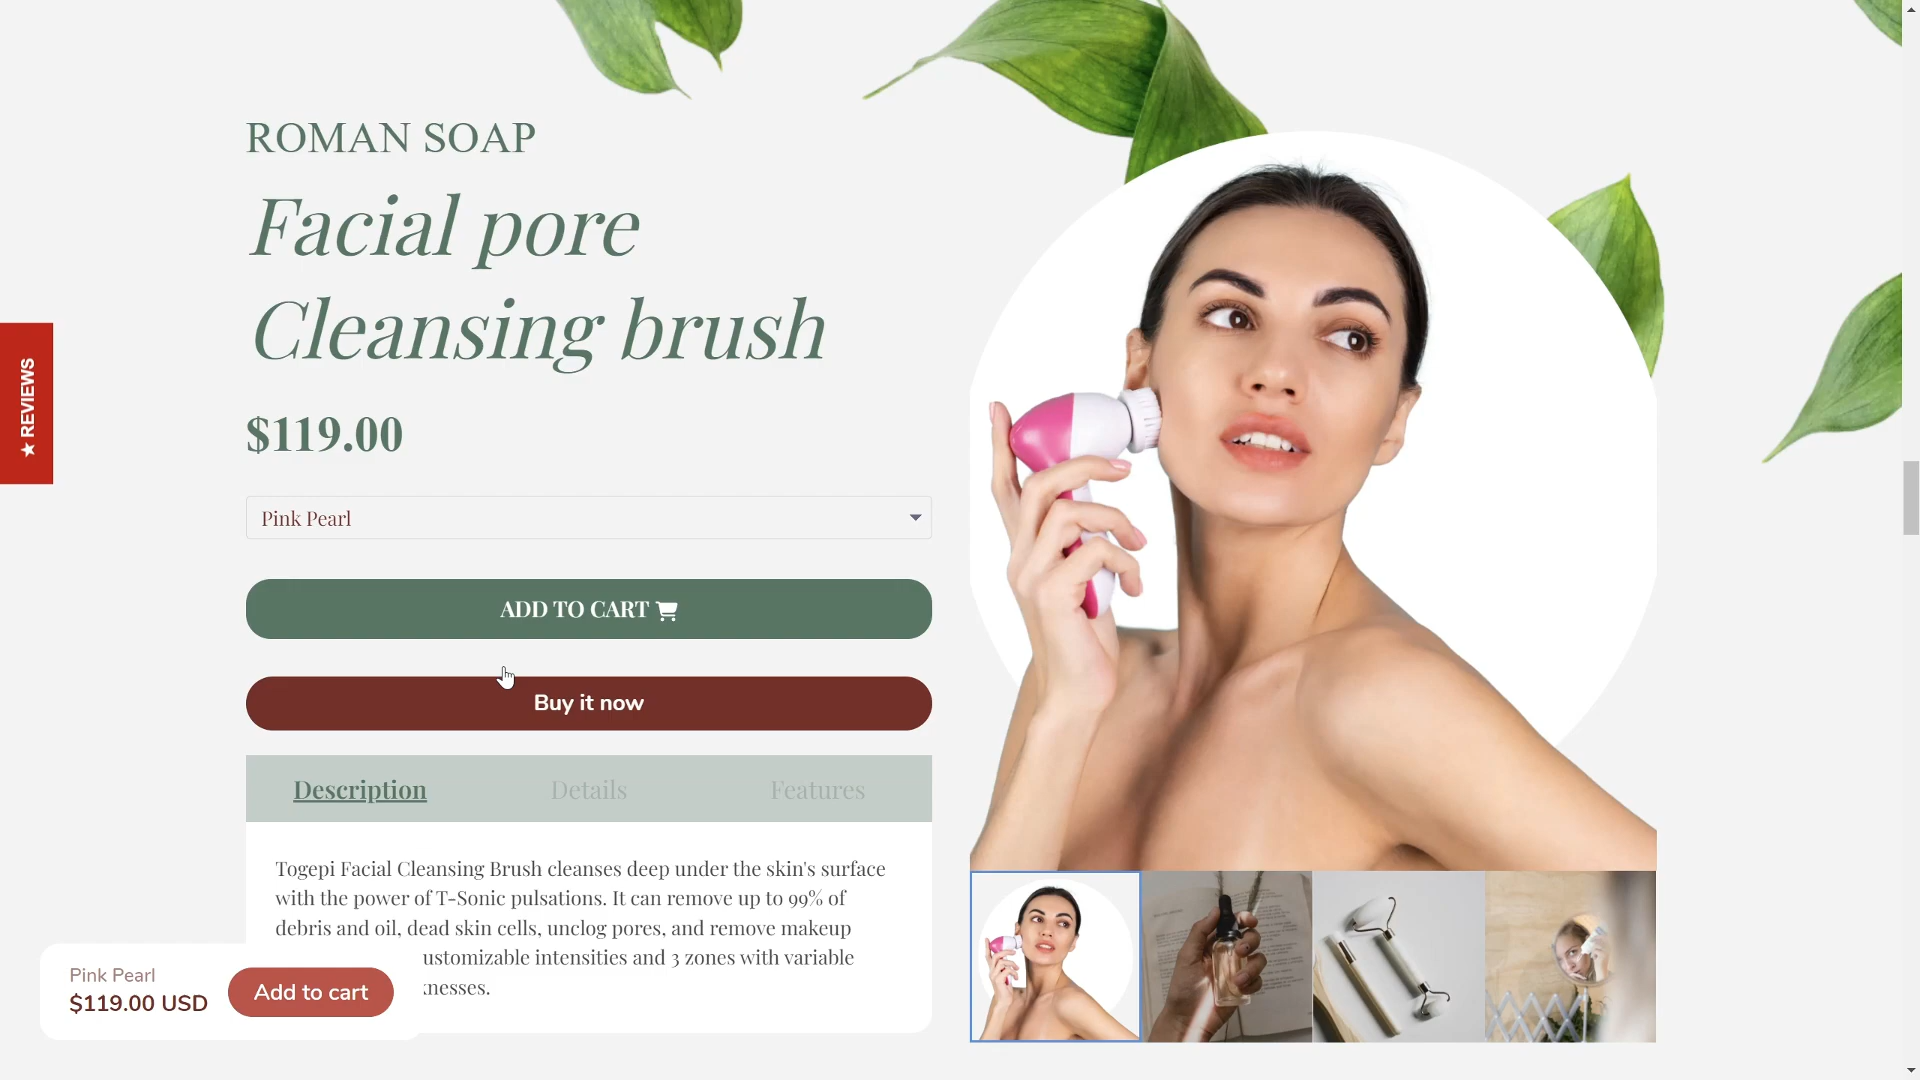 ROMAN SOAP
Facial pore
Cleansing brush
$119.00
Pink Pearl
ADD TO CART
Buy it now
★ REVIEWS
Description
Details
Features
Togepi Facial Cleansing Brush cleanses deep under the skin's surface
with the power of T-Sonic pulsations. It can remove up to 99% of
debris and oil, dead skin cells, unclog pores, and remove makeup
ustomizable intensities and 3 zones with variable
knesses.
Pink Pearl
$119.00 USD
Add to cart